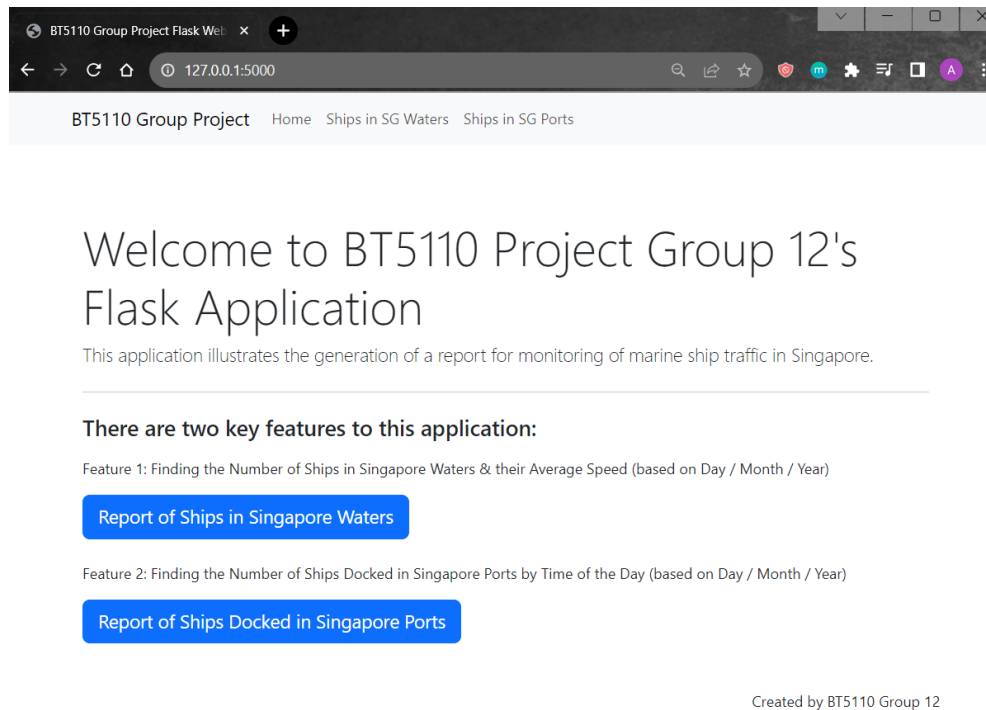 BT5110 Group Project Flask Web
127.0.0.1:5000
m
A
BT5110 Group Project Home Ships in SG Waters Ships in SG Ports
Welcome to BT5110 Project Group 12's
Flask Application
This application illustrates the generation of a report for monitoring of marine ship traffic in Singapore.
There are two key features to this application:
Feature 1: Finding the Number of Ships in Singapore Waters & their Average Speed (based on Day / Month / Year)
Report of Ships in Singapore Waters
Feature 2: Finding the Number of Ships Docked in Singapore Ports by Time of the Day (based on Day / Month / Year)
Report of Ships Docked in Singapore Ports
Created by BT5110 Group 12